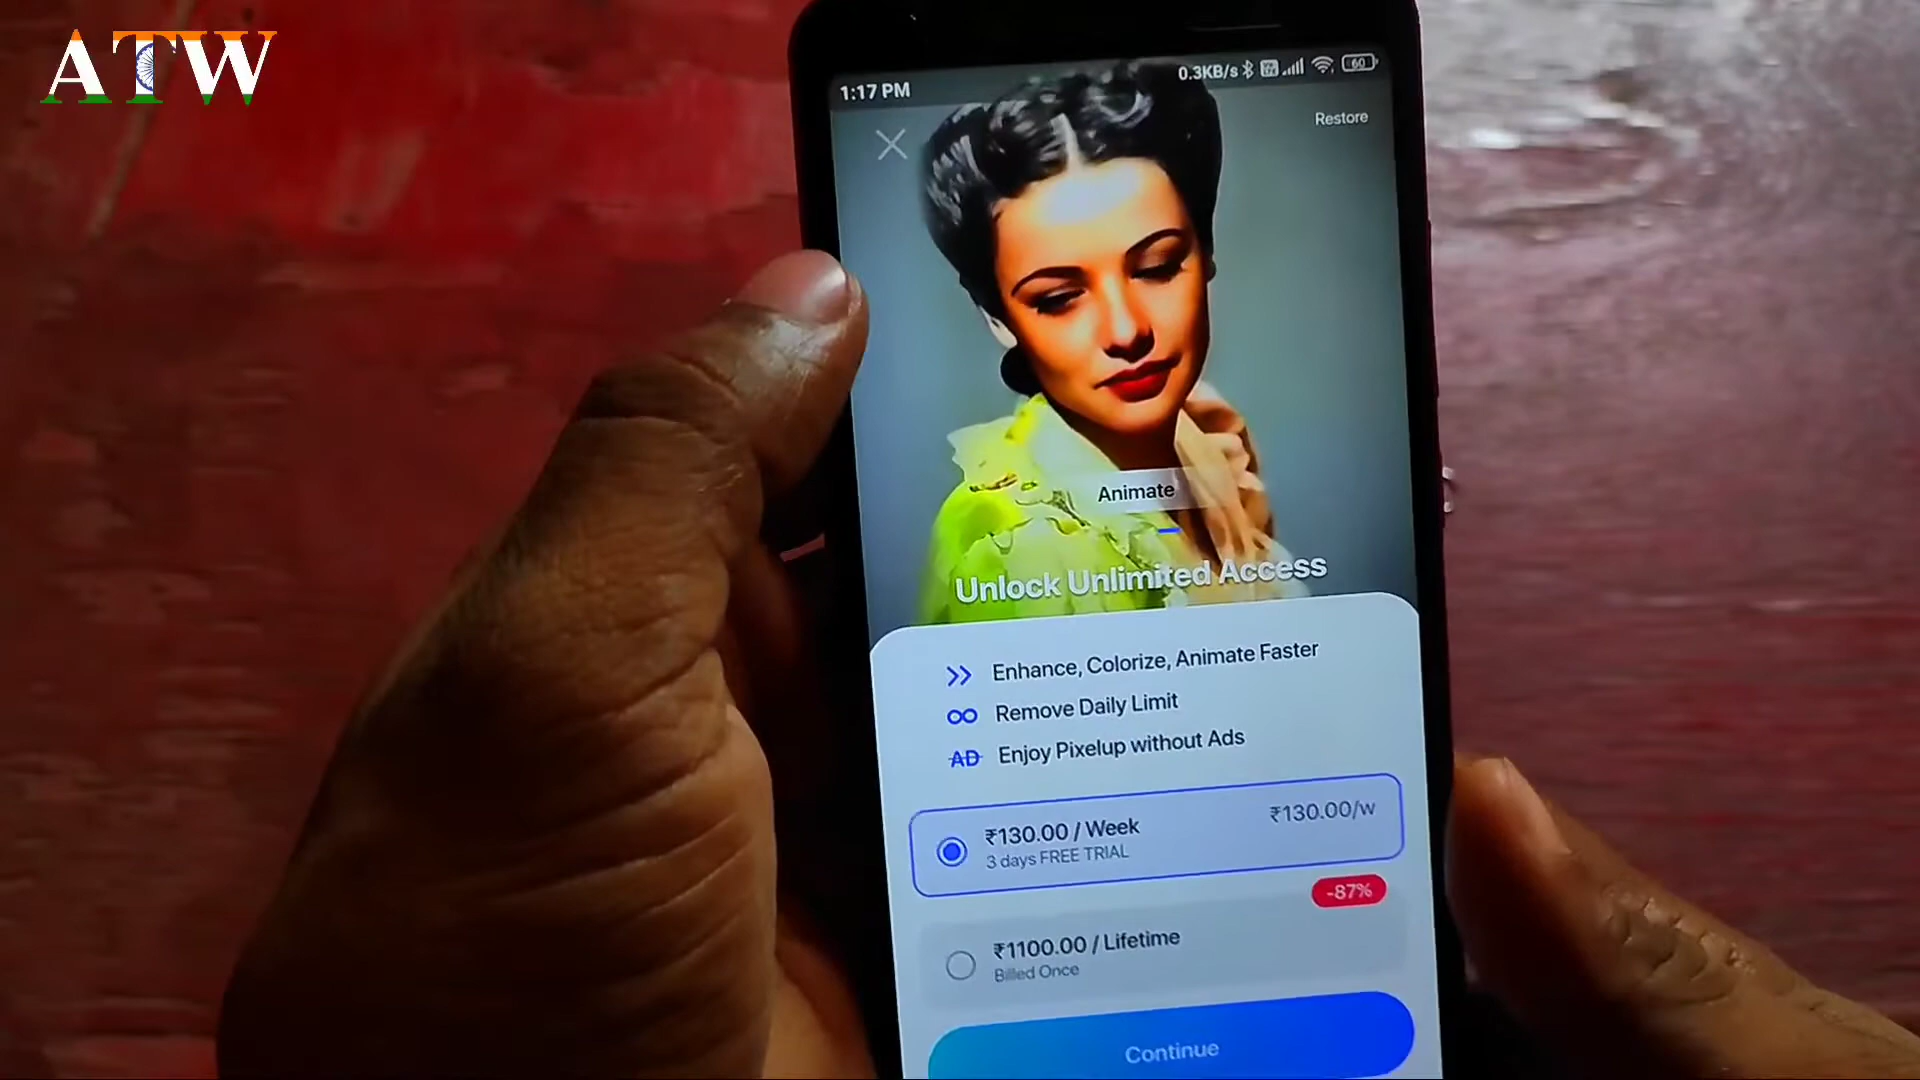 ATW
1:17 PM
0.3KB/s
60
Restore
Animate
Unlock Unlimited Access
Enhance, Colorize, Animate Faster
Remove Daily Limit
AD Enjoy Pixelup without Ads
₹130.00 / Week
₹130.00/w
3 days FREE TRIAL
-87%
₹1100.00 / Lifetime
Billed Once
Continue